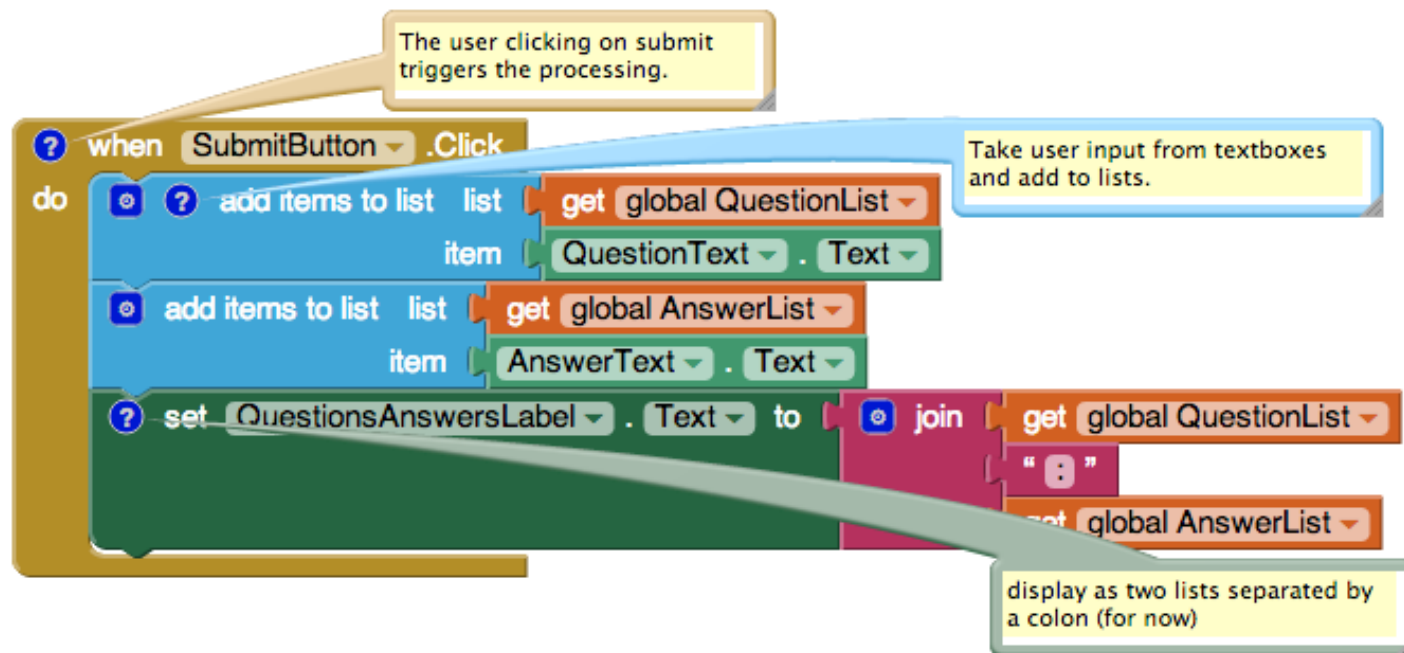 The user clicking on submit
triggers the processing.
when SubmitButton .Click
Take user input from textboxes
and add to lists.
do add items to list list get global QuestionList
item QuestionText . Text
add items to list list get global AnswerList
item AnswerText . Text
set QuestionsAnswersLabel . Text to join get global QuestionList
“ : ”
get global AnswerList
display as two lists separated by
a colon (for now)